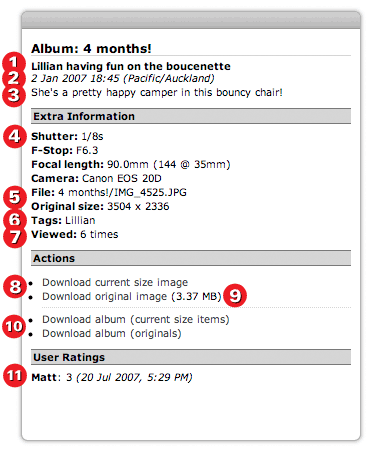 Album: 4 months!
1 Lillian having fun on the boucenette
2 2 Jan 2007 18:45 (Pacific/Auckland)
3 She's a pretty happy camper in this bouncy chair!
Extra Information
4 Shutter: 1/8s
F-Stop: F6.3
Focal length: 90.0mm (144 @ 35mm)
Camera: Canon EOS 20D
5 File: 4 months!/IMG_4525.JPG
Original size: 3504 x 2336
6 Tags: Lillian
7 Viewed: 6 times
Actions
8 • Download current size image
• Download original image (3.37 MB) 9
10 • Download album (current size items)
• Download album (originals)
User Ratings
11 Matt: 3 (20 Jul 2007, 5:29 PM)